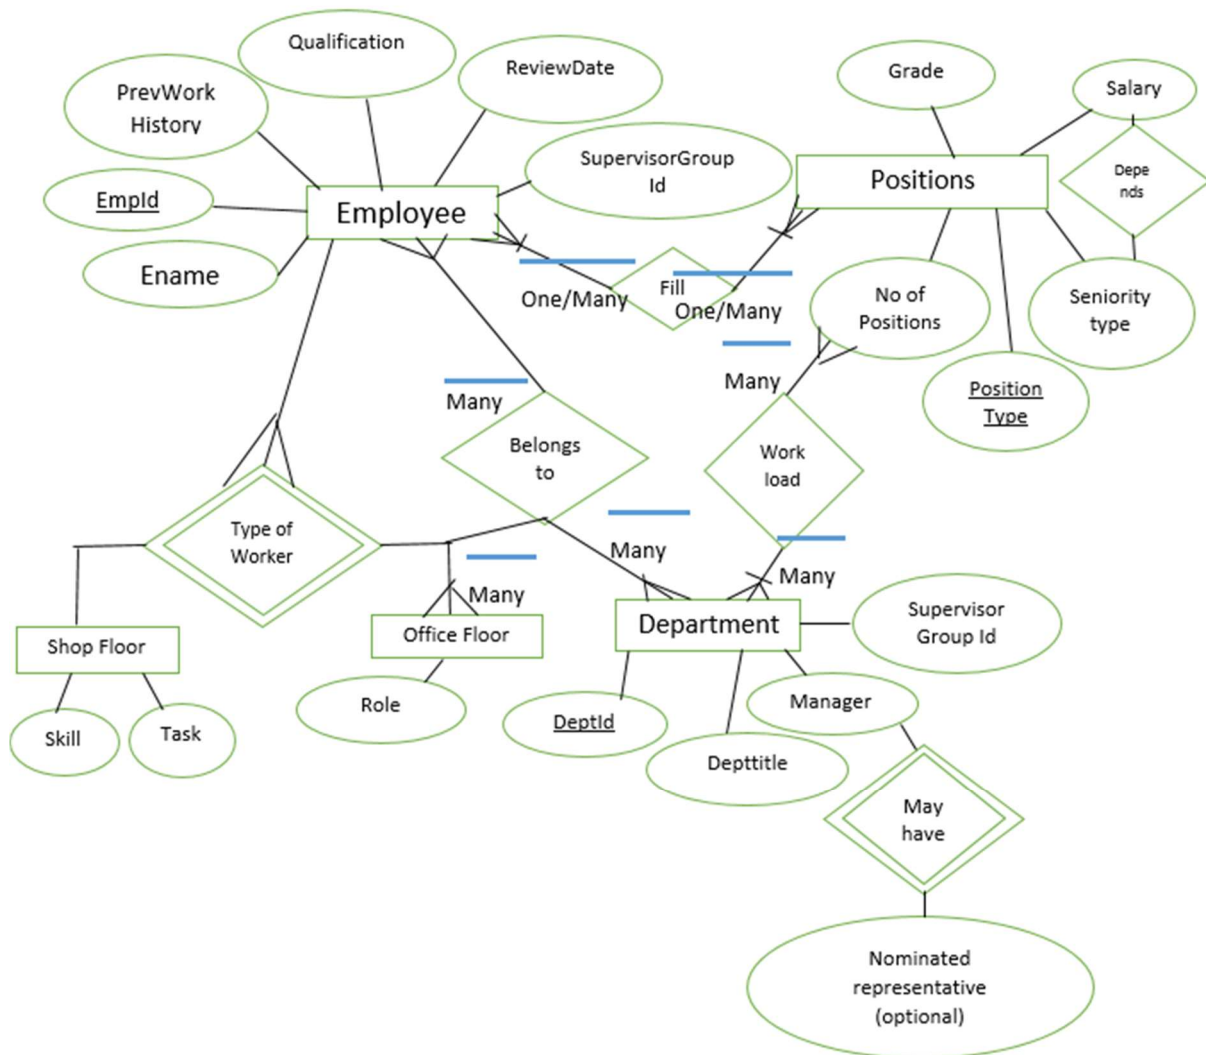 Qualification
ReviewDate
PrevWork
History
Grade
Salary
SupervisorGroup
Id
Positions
Depe
nds
EmpId
Employee
Ename
Fill
One/Many
One/Many
No of
Positions
Seniority
type
Many
Many
Position
Type
Belongs
to
Work
load
Type of
Worker
Many
Many
Many
Shop Floor
Office Floor
Department
Supervisor
Group Id
Skill
Task
Role
DeptId
Manager
Depttitle
May
have
Nominated
representative
(optional)